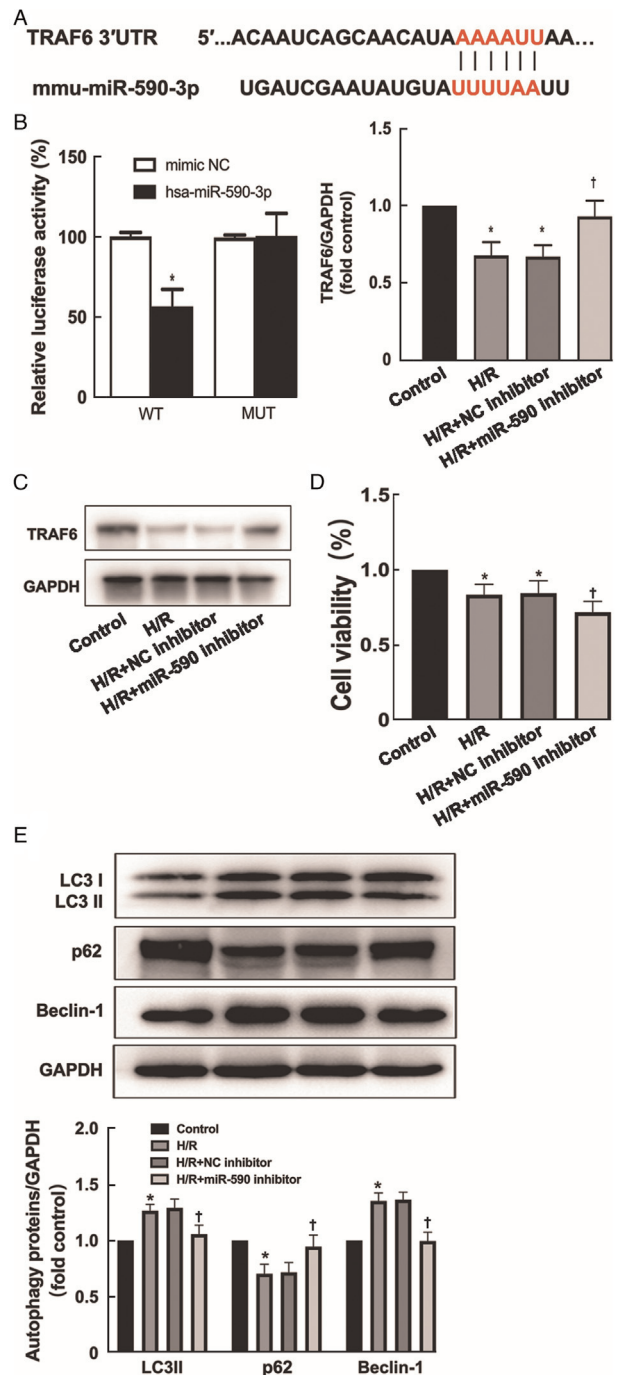 A
TRAF6 3′UTR 5′...ACAAUCAGCAACAUAAAAAUUAA...
mmu-miR-590-3p UGAUCGAAUAUGUAUUUUAAUU
B
Relative luciferase activity (%)
150
100
50
0
mimic NC
hsa-miR-590-3p
*
WT
MUT
TRAF6/GAPDH
(fold control)
1.5
1.0
0.5
0
*
*
†
Control
H/R
H/R+NC inhibitor
H/R+miR-590 inhibitor
C
TRAF6
GAPDH
Control
H/R
H/R+NC inhibitor
H/R+miR-590 inhibitor
D
Cell viability (%)
1.5
1.0
0.5
0
*
*
†
Control
H/R
H/R+NC inhibitor
H/R+miR-590 inhibitor
E
LC3 I
LC3 II
p62
Beclin-1
GAPDH
Autophagy proteins/GAPDH
(fold control)
2.0
1.5
1.0
0.5
0
Control
H/R
H/R+NC inhibitor
H/R+miR-590 inhibitor
*
†
*
†
*
†
LC3II
p62
Beclin-1